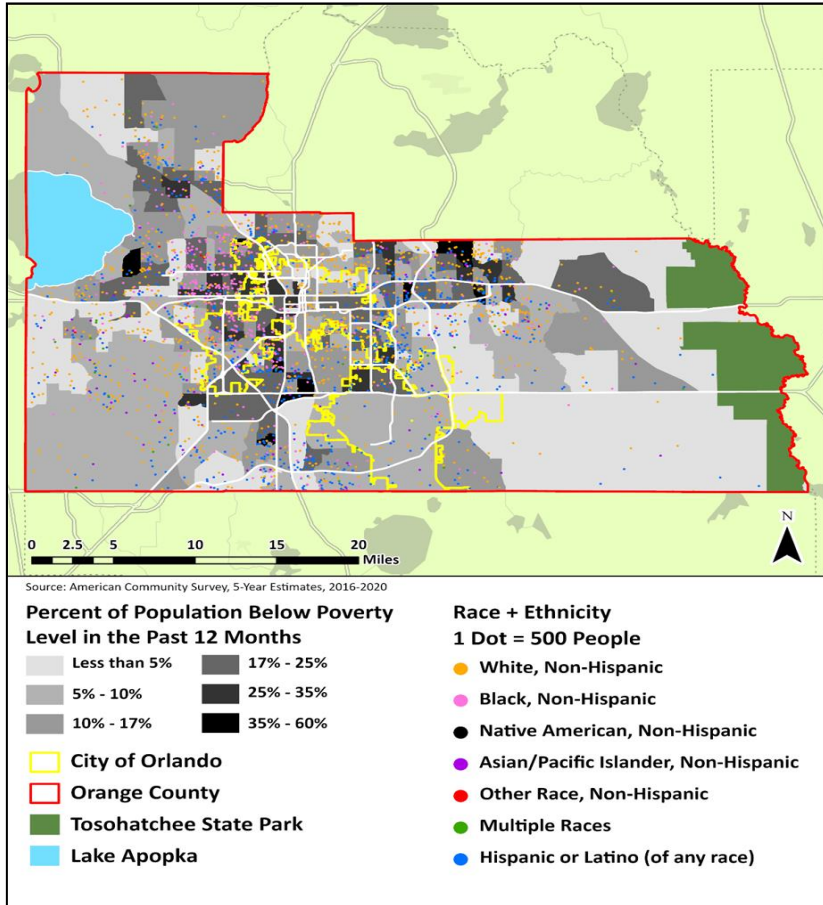 N
0 2.5 5 10 15 20
Miles
Source: American Community Survey, 5-Year Estimates, 2016-2020
Percent of Population Below Poverty
Level in the Past 12 Months
Less than 5%
5% - 10%
10% - 17%
17% - 25%
25% - 35%
35% - 60%
City of Orlando
Orange County
Tosohatchee State Park
Lake Apopka
Race + Ethnicity
1 Dot = 500 People
White, Non-Hispanic
Black, Non-Hispanic
Native American, Non-Hispanic
Asian/Pacific Islander, Non-Hispanic
Other Race, Non-Hispanic
Multiple Races
Hispanic or Latino (of any race)